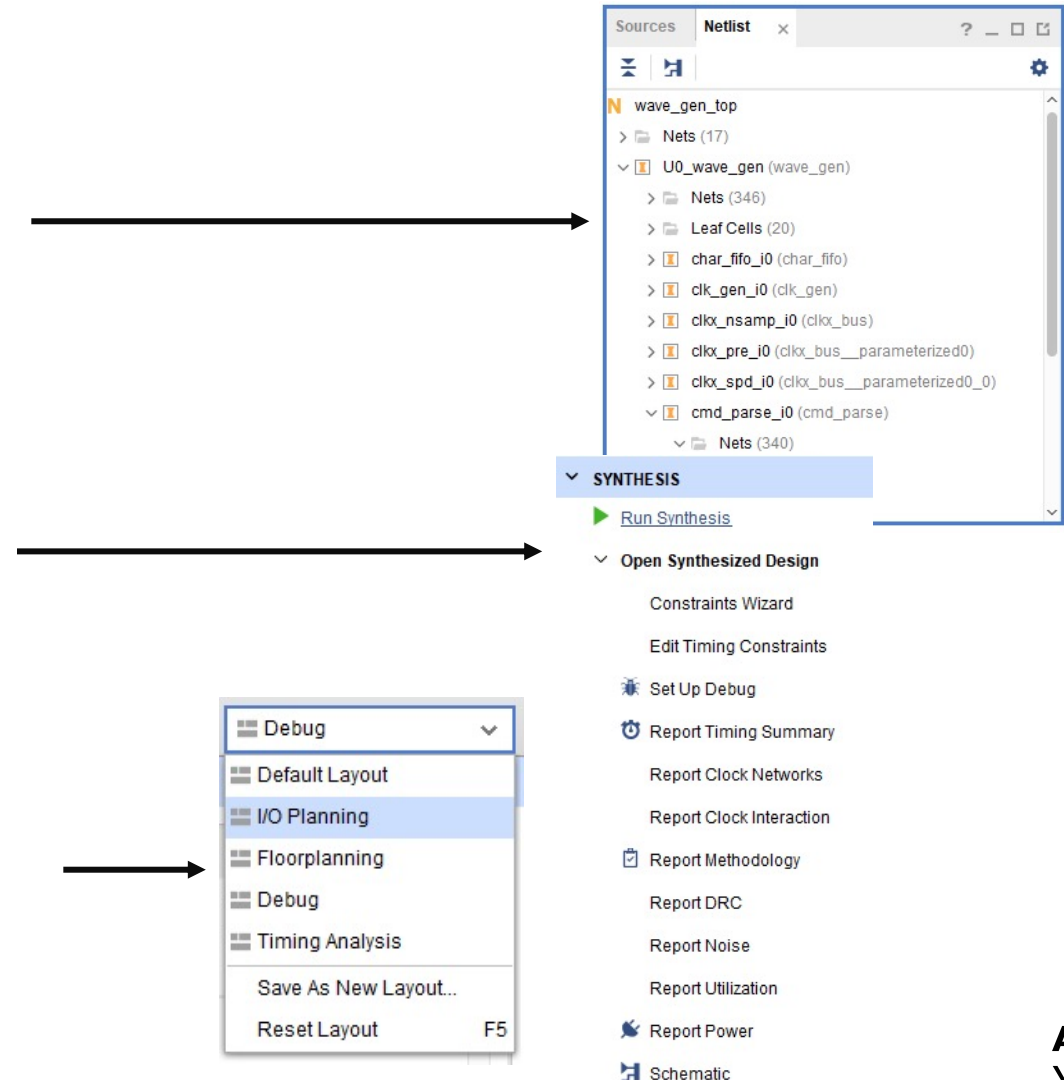 Sources Netlist
wave_gen_top
Nets (17)
U0_wave_gen (wave_gen)
Nets (346)
Leaf Cells (20)
char_fifo_i0 (char_fifo)
clk_gen_i0 (clk_gen)
clkx_nsamp_i0 (clkx_bus)
clkx_pre_i0 (clkx_bus__parameterized0)
clkx_spd_i0 (clkx_bus__parameterized0_0)
cmd_parse_i0 (cmd_parse)
Nets (340)
SYNTHESIS
Run Synthesis
Open Synthesized Design
Constraints Wizard
Edit Timing Constraints
Set Up Debug
Report Timing Summary
Report Clock Networks
Report Clock Interaction
Report Methodology
Report DRC
Report Noise
Report Utilization
Report Power
Schematic
Debug
Default Layout
I/O Planning
Floorplanning
Debug
Timing Analysis
Save As New Layout...
Reset Layout F5